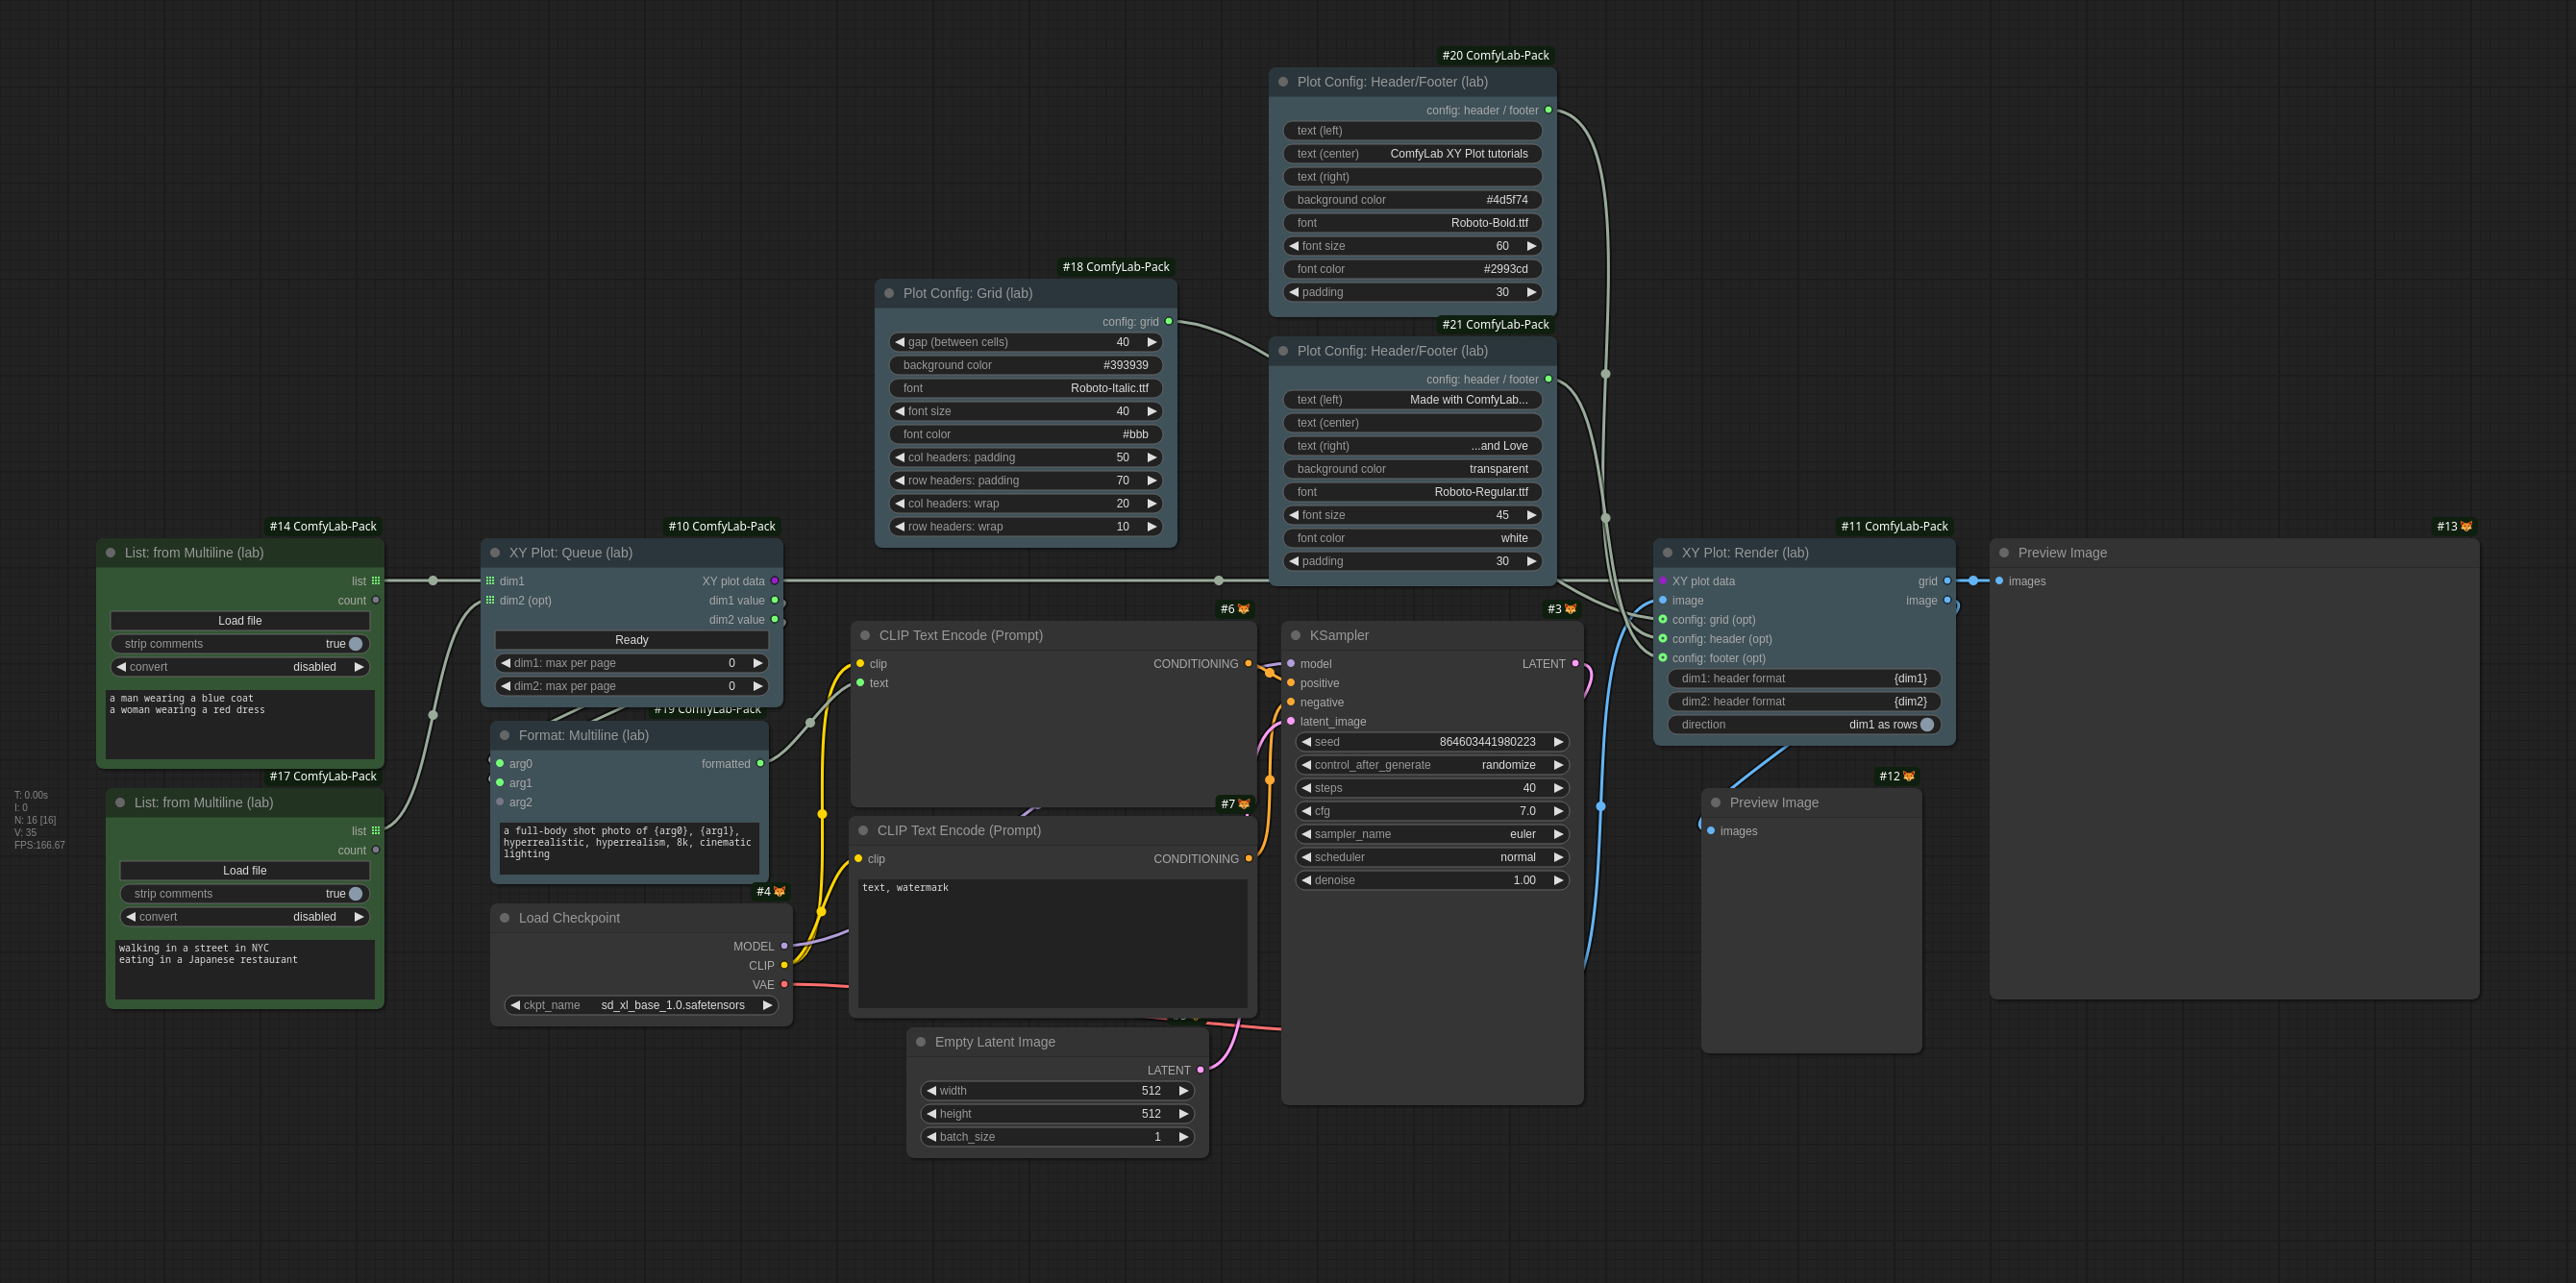 #20 ComfyLab-Pack
Plot Config: Header/Footer (lab)
config: header / footer
text (left)
text (center) ComfyLab XY Plot tutorials
text (right)
background color #4d5f74
font Roboto-Bold.ttf
font size 60
font color #2993cd
padding 30
#18 ComfyLab-Pack
Plot Config: Grid (lab)
config: grid
gap (between cells) 40
background color #393939
font Roboto-Italic.ttf
font size 40
font color #bbb
col headers: padding 50
row headers: padding 70
col headers: wrap 20
row headers: wrap 10
#21 ComfyLab-Pack
Plot Config: Header/Footer (lab)
config: header / footer
text (left) Made with ComfyLab...
text (center)
text (right) ...and Love
background color transparent
font Roboto-Regular.ttf
font size 45
font color white
padding 30
#14 ComfyLab-Pack
List: from Multiline (lab)
list
count
Load file
strip comments true
convert disabled
a man wearing a blue coat
a woman wearing a red dress
#17 ComfyLab-Pack
List: from Multiline (lab)
list
count
Load file
strip comments true
convert disabled
walking in a street in NYC
eating in a Japanese restaurant
T: 0.00s
I: 0
N: 16 [16]
V: 35
FPS:166.67
#10 ComfyLab-Pack
XY Plot: Queue (lab)
dim1 XY plot data
dim2 (opt) dim1 value
dim2 value
Ready
dim1: max per page 0
dim2: max per page 0
#19 ComfyLab-Pack
Format: Multiline (lab)
arg0 formatted
arg1
arg2
a full-body shot photo of {arg0}, {arg1},
hyperrealistic, hyperrealism, 8k, cinematic
lighting
#4
Load Checkpoint
MODEL
CLIP
VAE
ckpt_name sd_xl_base_1.0.safetensors
#6
CLIP Text Encode (Prompt)
clip CONDITIONING
text
#7
CLIP Text Encode (Prompt)
clip CONDITIONING
text, watermark
Empty Latent Image
LATENT
width 512
height 512
batch_size 1
#3
KSampler
model LATENT
positive
negative
latent_image
seed 864603441980223
control_after_generate randomize
steps 40
cfg 7.0
sampler_name euler
scheduler normal
denoise 1.00
#11 ComfyLab-Pack
XY Plot: Render (lab)
XY plot data grid
image image
config: grid (opt)
config: header (opt)
config: footer (opt)
dim1: header format {dim1}
dim2: header format {dim2}
direction dim1 as rows
#12
Preview Image
images
#13
Preview Image
images